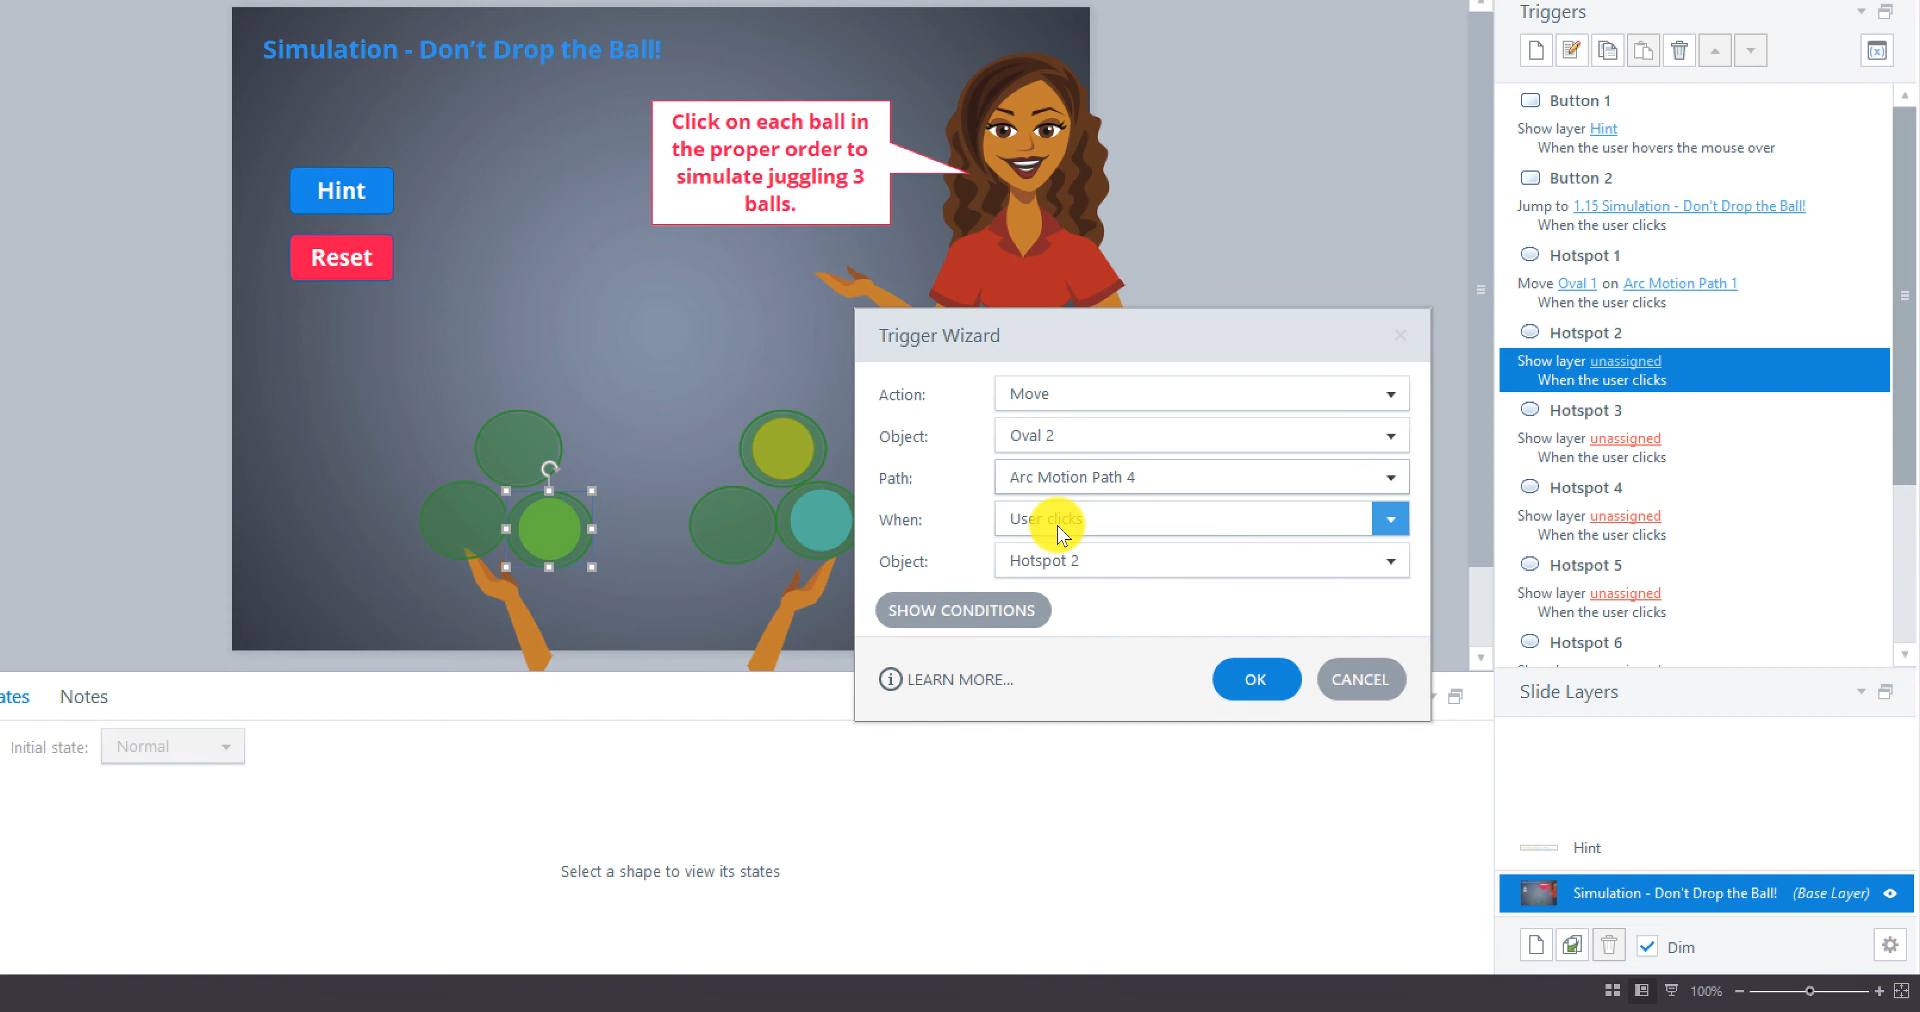 Simulation - Don't Drop the Ball!
Click on each ball in
the proper order to
simulate juggling 3
balls.
Hint
Reset
Trigger Wizard
Action:
Move
Object:
Oval 2
Path:
Arc Motion Path 4
When:
User clicks
Object:
Hotspot 2
SHOW CONDITIONS
LEARN MORE...
OK
CANCEL
ates
Notes
Initial state:
Normal
Select a shape to view its states
Triggers
(x)
Button 1
Show layer Hint
When the user hovers the mouse over
Button 2
Jump to 1.15 Simulation - Don't Drop the Ball!
When the user clicks
Hotspot 1
Move Oval 1 on Arc Motion Path 1
When the user clicks
Hotspot 2
Show layer unassigned
When the user clicks
Hotspot 3
Show layer unassigned
When the user clicks
Hotspot 4
Show layer unassigned
When the user clicks
Hotspot 5
Show layer unassigned
When the user clicks
Hotspot 6
Slide Layers
Hint
Simulation - Don't Drop the Ball! (Base Layer)
Dim
100%